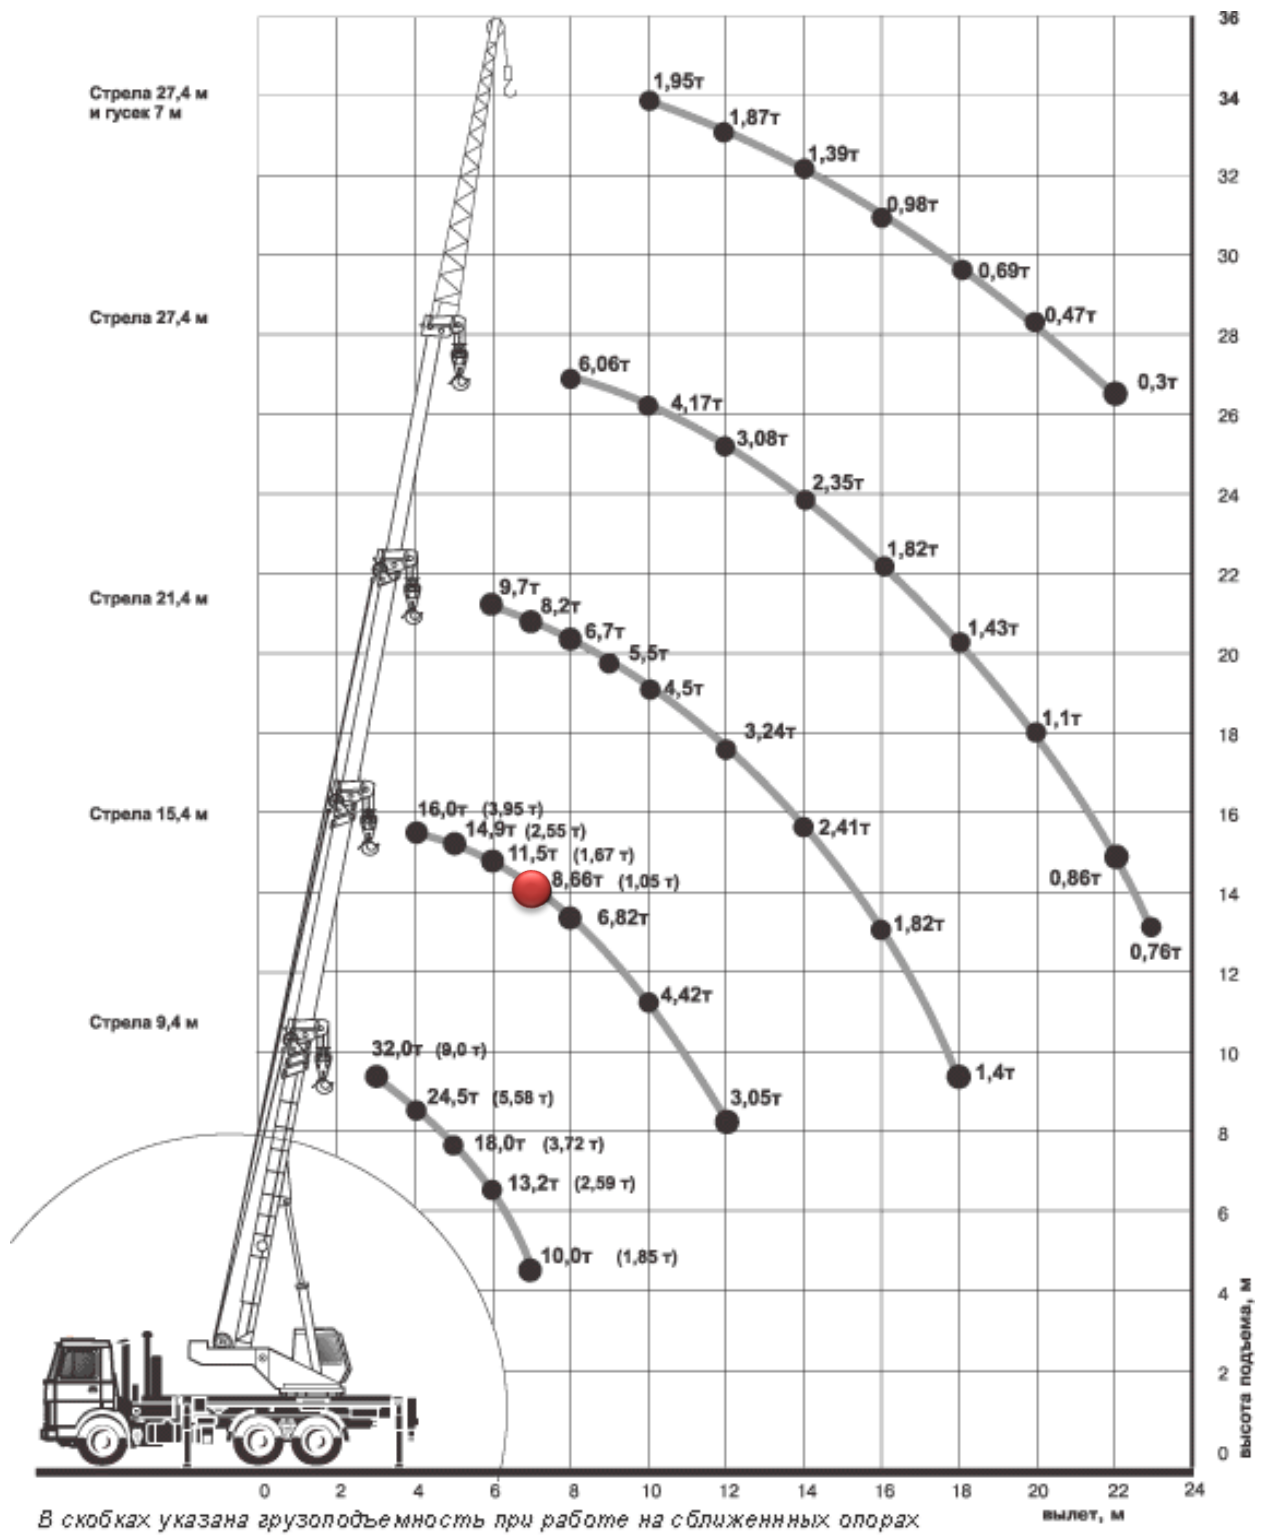 36
Стрела 27,4 м
и гусек 7 м
1,95т
34
1,87т
1,39т
32
0,98т
30
0,69т
Стрела 27,4 м
0,47т
28
6,06т
0,3т
4,17т
26
3,08т
24
2,35т
1,82т
22
Стрела 21,4 м
9,7т
8,2т
6,7т
1,43т
5,5т
20
4,5т
3,24т
1,1т
18
Стрела 15,4 м
16,0т (3,95 т)
16
14,9т (2,55 т)
2,41т
11,5т (1,67 т)
8,66т (1,05 т)
0,86т
14
6,82т
1,82т
0,76т
12
4,42т
Стрела 9,4 м
32,0т (9,0 т)
10
1,4т
24,5т (5,58 т)
3,05т
18,0т (3,72 т)
8
13,2т (2,59 т)
6
10,0т (1,85 т)
4
2
0
высота подъема, м
0 2 4 6 8 10 12 14 16 18 20 22 24
вылет, м
В скобках указана грузоподъемность при работе на сближеннных опорах